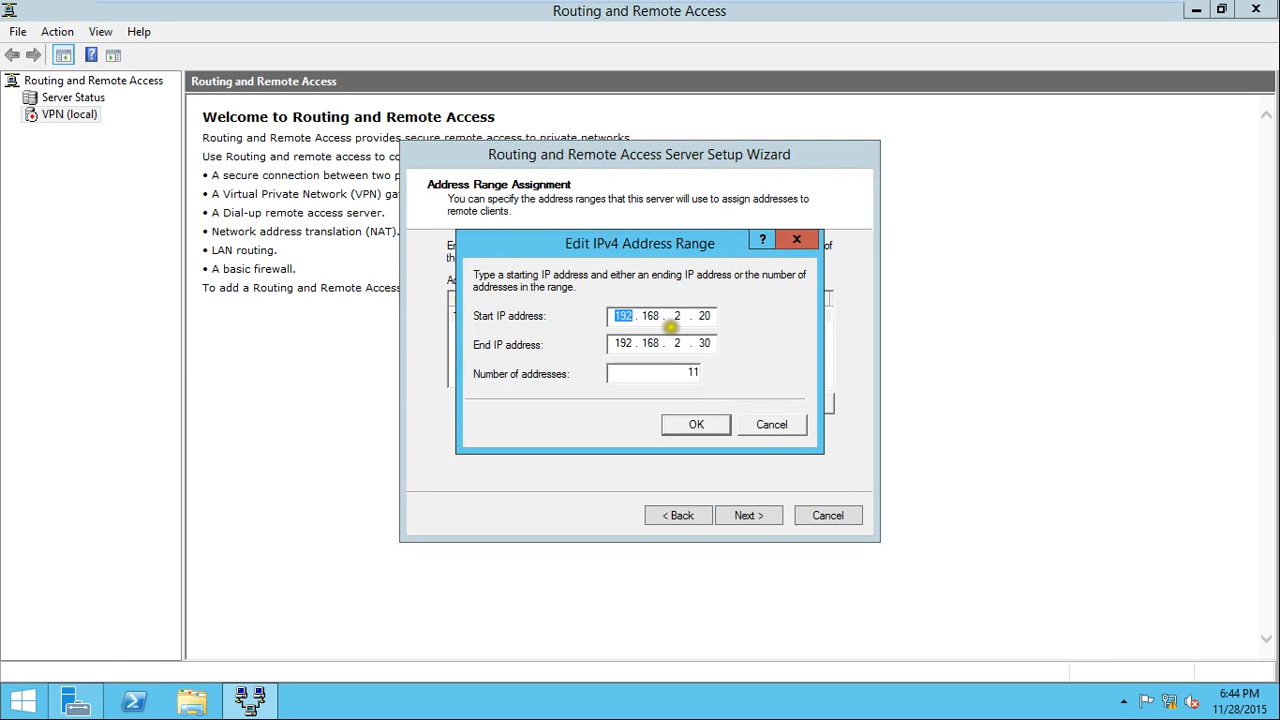 Routing and Remote Access
File Action View Help
Routing and Remote Access
Server Status
VPN (local)
Routing and Remote Access
Welcome to Routing and Remote Access
Routing and Remote Access provides secure remote access to private networks.
Use Routing and remote access to co
• A secure connection between two p
• A Virtual Private Network (VPN) ga
• A Dial-up remote access server.
• Network address translation (NAT).
• LAN routing.
• A basic firewall.
To add a Routing and Remote Access
Routing and Remote Access Server Setup Wizard
Address Range Assignment
You can specify the address ranges that this server will use to assign addresses to
remote clients.
of
Edit IPv4 Address Range
?
Type a starting IP address and either an ending IP address or the number of
addresses in the range.
Start IP address: 192 . 168 . 2 . 20
End IP address: 192 . 168 . 2 . 30
Number of addresses: 11
OK Cancel
< Back Next > Cancel
6:44 PM
11/28/2015